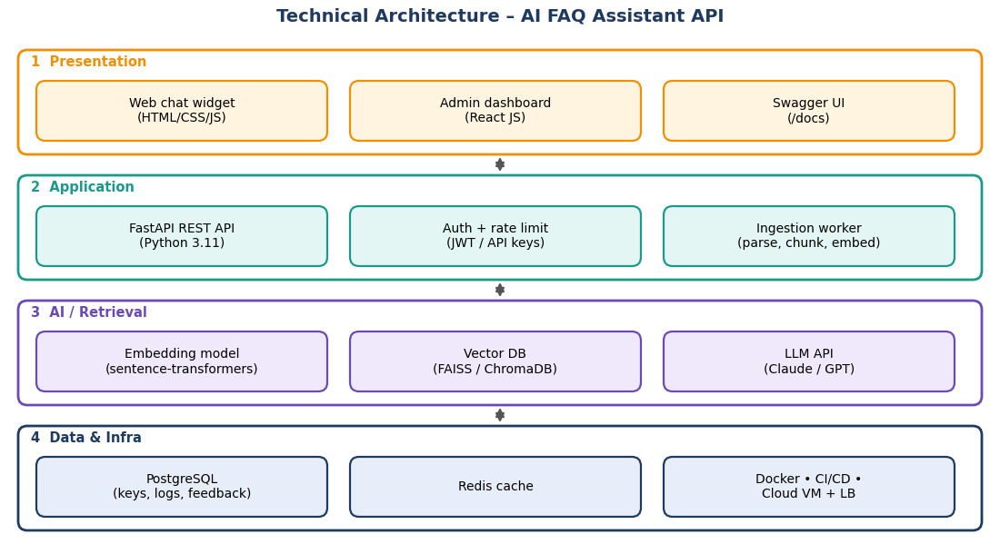 Technical Architecture – AI FAQ Assistant API
1 Presentation
Web chat widget
(HTML/CSS/JS)
Admin dashboard
(React JS)
Swagger UI
(/docs)
2 Application
FastAPI REST API
(Python 3.11)
Auth + rate limit
(JWT / API keys)
Ingestion worker
(parse, chunk, embed)
3 AI / Retrieval
Embedding model
(sentence-transformers)
Vector DB
(FAISS / ChromaDB)
LLM API
(Claude / GPT)
4 Data & Infra
PostgreSQL
(keys, logs, feedback)
Redis cache
Docker • CI/CD •
Cloud VM + LB